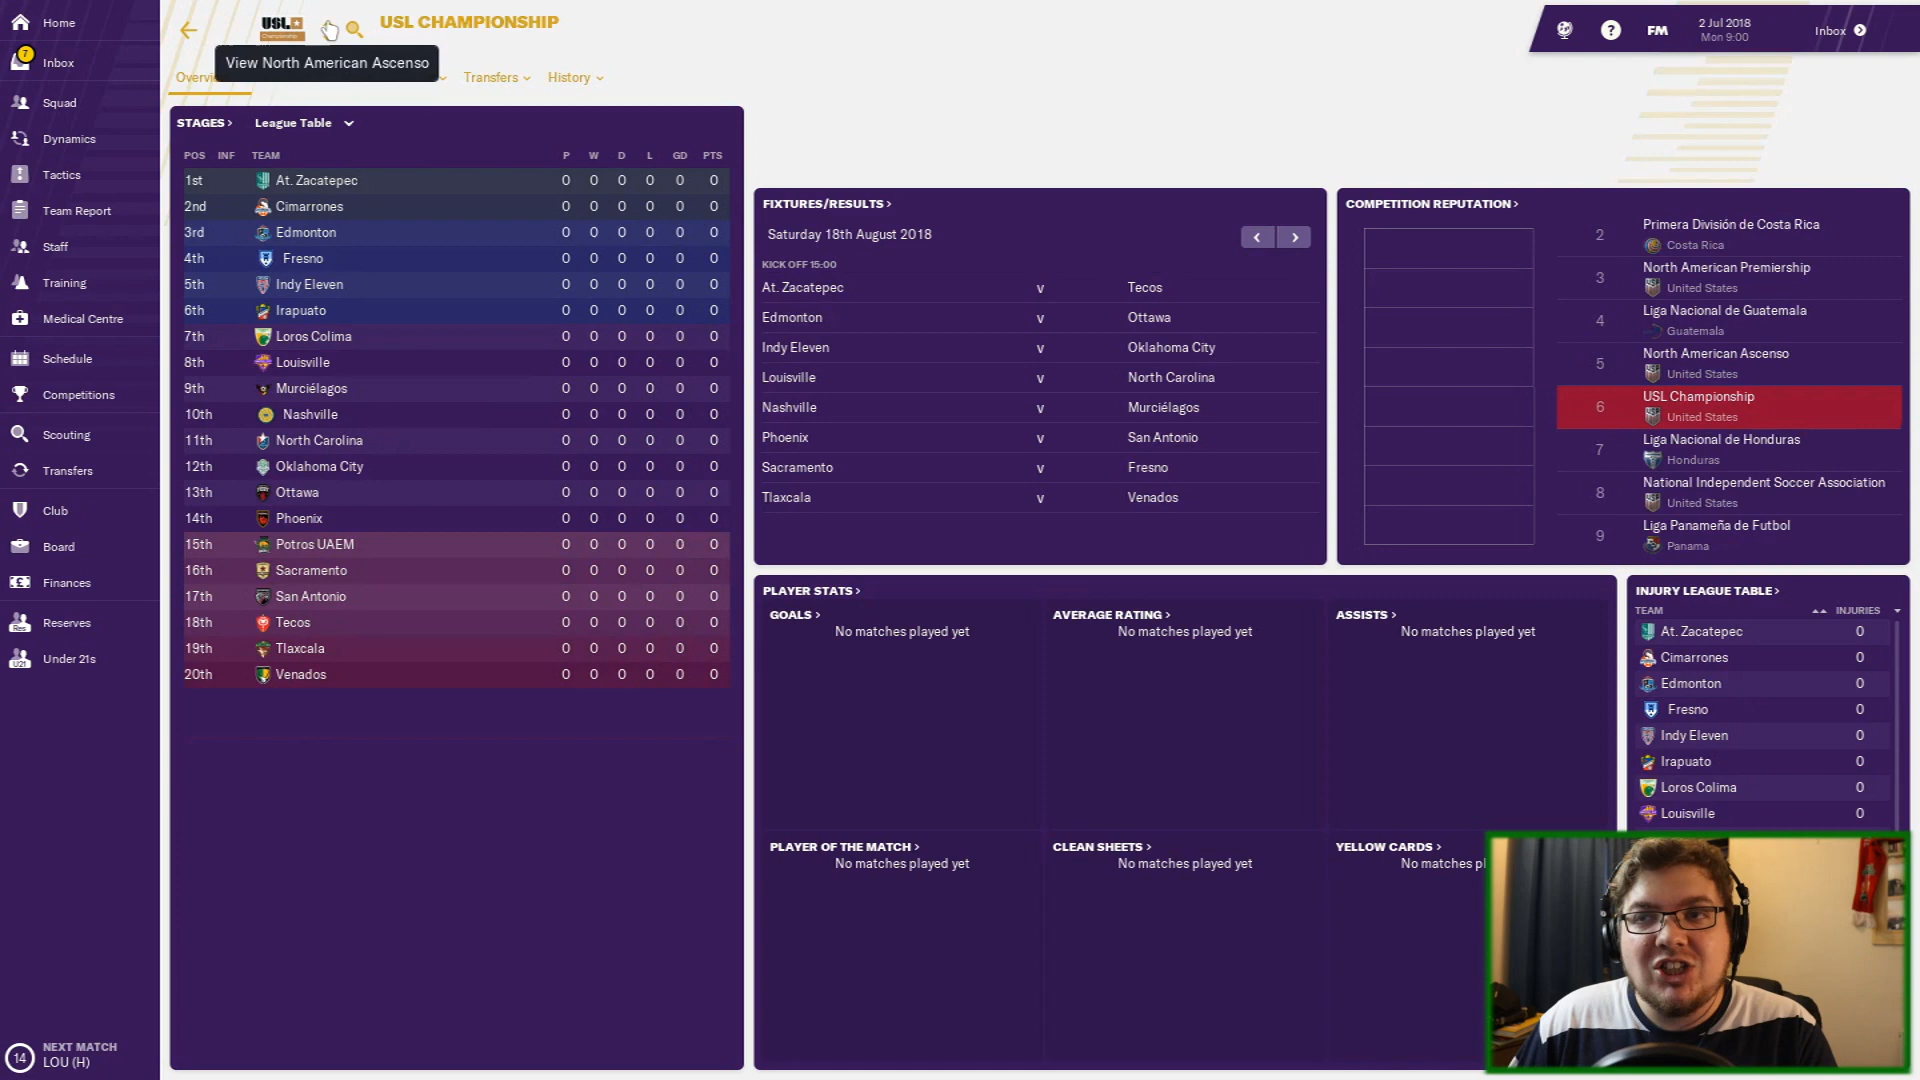 Home
7
Inbox
Squad
Dynamics
Tactics
Team Report
Staff
Training
Medical Centre
Schedule
Competitions
Scouting
Transfers
Club
Board
Finances
Res
Reserves
U21
Under 21s
14
NEXT MATCH
LOU (H)
USL
Championship
USL CHAMPIONSHIP
View North American Ascenso
Transfers
History
?
FM
2 Jul 2018
Mon 9:00
Inbox
STAGES >
League Table
POS INF TEAM P W D L GD PTS
1st At. Zacatepec 0 0 0 0 0 0
2nd Cimarrones 0 0 0 0 0 0
3rd Edmonton 0 0 0 0 0 0
4th Fresno 0 0 0 0 0 0
5th Indy Eleven 0 0 0 0 0 0
6th Irapuato 0 0 0 0 0 0
7th Loros Colima 0 0 0 0 0 0
8th Louisville 0 0 0 0 0 0
9th Murciélagos 0 0 0 0 0 0
10th Nashville 0 0 0 0 0 0
11th North Carolina 0 0 0 0 0 0
12th Oklahoma City 0 0 0 0 0 0
13th Ottawa 0 0 0 0 0 0
14th Phoenix 0 0 0 0 0 0
15th Potros UAEM 0 0 0 0 0 0
16th Sacramento 0 0 0 0 0 0
17th San Antonio 0 0 0 0 0 0
18th Tecos 0 0 0 0 0 0
19th Tlaxcala 0 0 0 0 0 0
20th Venados 0 0 0 0 0 0
FIXTURES/RESULTS >
Saturday 18th August 2018
KICK OFF 15:00
At. Zacatepec v Tecos
Edmonton v Ottawa
Indy Eleven v Oklahoma City
Louisville v North Carolina
Nashville v Murciélagos
Phoenix v San Antonio
Sacramento v Fresno
Tlaxcala v Venados
COMPETITION REPUTATION >
2 Primera División de Costa Rica
Costa Rica
3 North American Premiership
United States
4 Liga Nacional de Guatemala
Guatemala
5 North American Ascenso
United States
6 USL Championship
United States
7 Liga Nacional de Honduras
Honduras
8 National Independent Soccer Association
United States
9 Liga Panameña de Futbol
Panama
PLAYER STATS >
GOALS >
No matches played yet
AVERAGE RATING >
No matches played yet
ASSISTS >
No matches played yet
PLAYER OF THE MATCH >
No matches played yet
CLEAN SHEETS >
No matches played yet
YELLOW CARDS >
No matches
INJURY LEAGUE TABLE >
TEAM INJURIES
At. Zacatepec 0
Cimarrones 0
Edmonton 0
Fresno 0
Indy Eleven 0
Irapuato 0
Loros Colima 0
Louisville 0